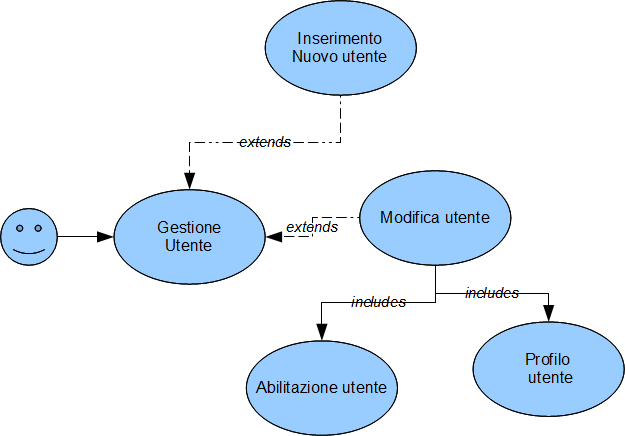 Inserimento
Nuovo utente
extends
Modifica utente
Gestione
Utente
extends
includes
includes
Abilitazione utente
Profilo
utente